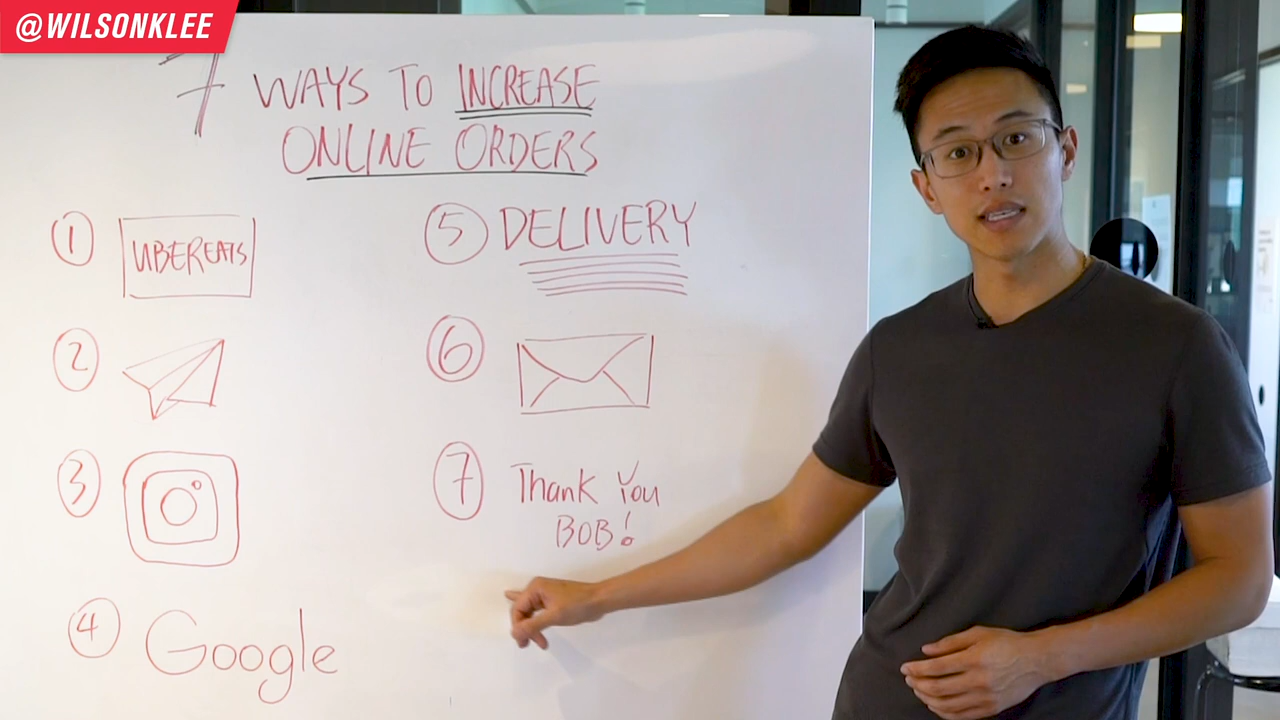 @WILSONKLEE
7 WAYS TO INCREASE
ONLINE ORDERS
1 UBEREATS
2
3
4 Google
5 DELIVERY
6
7 Thank You
BOB!